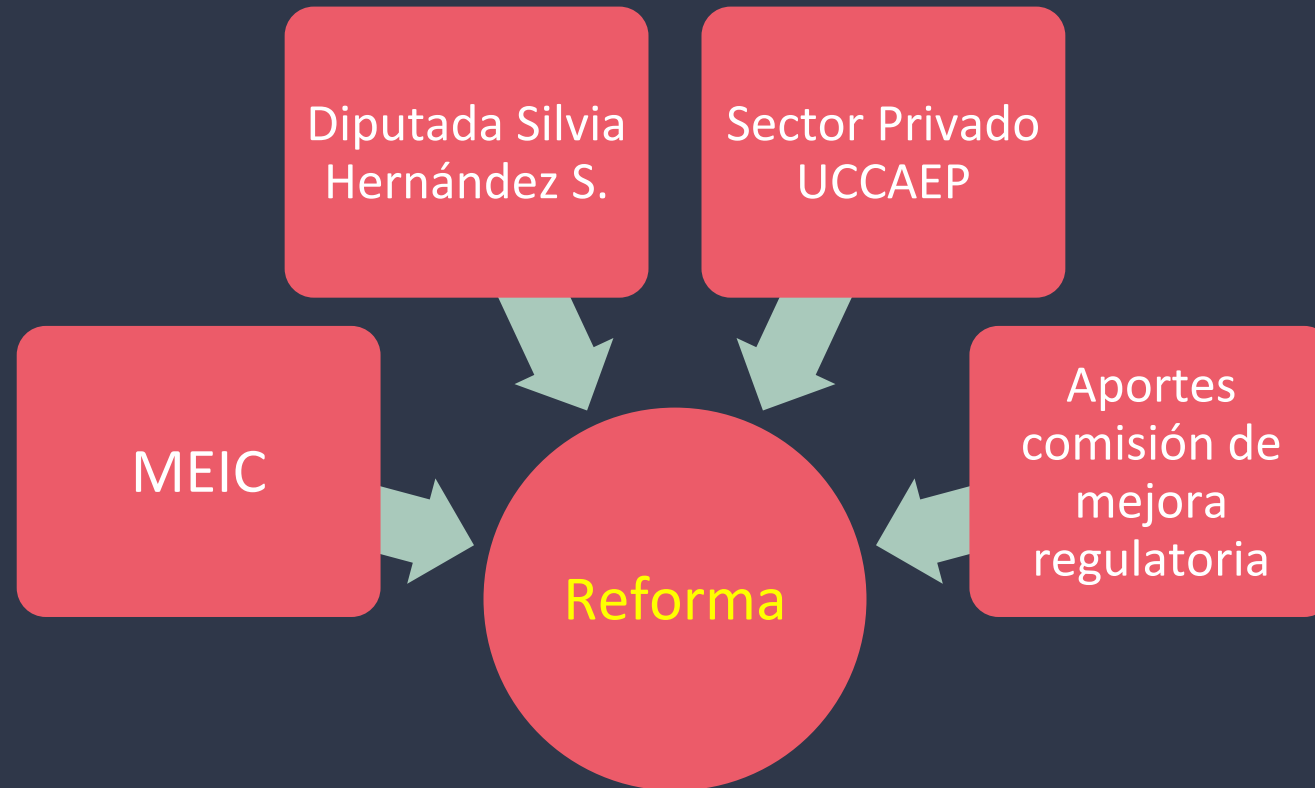 Diputada Silvia
Hernández S.
Sector Privado
UCCAEP
MEIC
Aportes
comisión de
mejora
regulatoria
Reforma